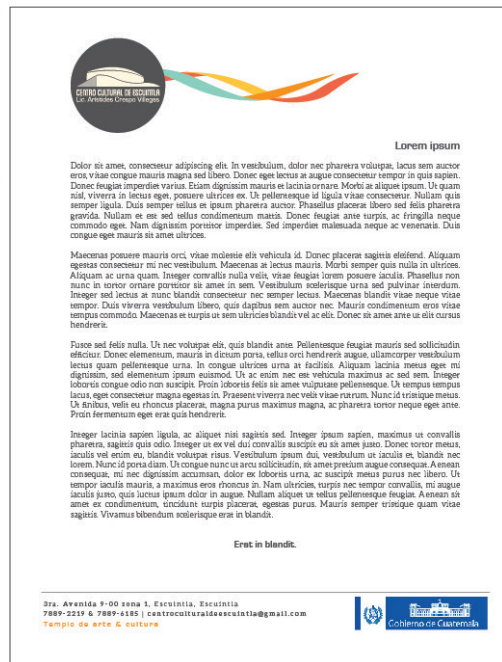 CENTRO CULTURAL DE ESCUINTLA
Lic. Arístides Crespo Villegas
Lorem ipsum
Dolor sit amet, consectetur adipiscing elit. In vestibulum, dolor nec pharetra volutpat, lacus sem auctor
eros, vitae congue mauris magna sed libero. Donec eget lectus at augue consectetur tempor in quis sapien.
Donec feugiat imperdiet varius. Etiam dignissim mauris et lacinia ornare. Morbi at aliquet ipsum. Ut quam
nisl, viverra in lectus eget, posuere ultrices ex. Ut pellentesque id ligula vitae consectetur. Nullam quis
semper ligula. Duis semper tellus et ipsum pharetra auctor. Phasellus placerat libero sed felis pharetra
gravida. Nullam et est sed tellus condimentum mattis. Donec feugiat ante turpis, ac fringilla neque
commodo eget. Nam dignissim porttitor imperdiet. Sed imperdiet malesuada neque ac venenatis. Duis
congue eget mauris sit amet ultrices.
Maecenas posuere mauris orci, vitae molestie elit vehicula id. Donec placerat sagittis eleifend. Aliquam
egestas consectetur mi nec vestibulum. Maecenas at lectus mauris. Morbi semper quis nulla in ultrices.
Aliquam ac urna quam. Integer convallis nulla velit, vitae feugiat lorem posuere iaculis. Phasellus non
nunc in tortor ornare porttitor sit amet in sem. Vestibulum scelerisque urna sed pulvinar interdum.
Integer sed lectus at nunc blandit consectetur nec semper lectus. Maecenas blandit vitae neque vitae
tempor. Duis viverra vestibulum libero, quis dapibus sem auctor nec. Mauris condimentum eros vitae
tempus commodo. Maecenas et turpis ut sem ultricies blandit vel ac elit. Donec sit amet ante ut elit cursus
hendrerit.
Fusce sed felis nulla. Ut nec volutpat elit, quis blandit ante. Pellentesque feugiat mauris sed sollicitudin
efficitur. Donec elementum, mauris in dictum porta, tellus orci hendrerit augue, ullamcorper vestibulum
lectus quam pellentesque urna. In congue ultrices urna at facilisis. Aliquam lacinia metus eget mi
dignissim, sed elementum ipsum euismod. Ut ac enim nec est vehicula maximus ac sed sem. Integer
lobortis congue odio non suscipit. Proin lobortis felis sit amet vulputate pellentesque. Ut tempus tempus
lacus, eget consectetur magna egestas in. Praesent viverra nec velit vitae rutrum. Nunc id tristique metus.
Ut finibus, velit eu rhoncus placerat, magna purus maximus magna, ac pharetra tortor neque eget ante.
Proin fermentum eget erat quis hendrerit.
Integer lacinia sapien ligula, ac aliquet nisi sagittis sed. Integer ipsum sapien, maximus ut convallis
pharetra, sagittis quis odio. Integer ut ex vel dui convallis suscipit eu sit amet justo. Donec tortor metus,
iaculis vel enim eu, blandit volutpat risus. Vestibulum ipsum dui, vestibulum ut iaculis et, blandit nec
lorem. Nunc id porta diam. Ut congue nunc ut arcu sollicitudin, sit amet pretium augue consequat. Aenean
consequat, mi nec dignissim accumsan, dolor ex lobortis urna, ac suscipit metus purus nec libero. Ut
tempor iaculis mauris, a maximus eros rhoncus in. Nam ultricies, turpis nec tempor convallis, mi augue
iaculis justo, quis luctus ipsum dolor in augue. Nullam aliquet ut tellus pellentesque feugiat. Aenean sit
amet ex condimentum, tincidunt turpis placerat, egestas purus. Mauris semper tristique quam vitae
sagittis. Vivamus bibendum scelerisque erat in blandit.
Erat in blandit.
3ra. Avenida 9-00 zona 1, Escuintla, Escuintla
7889-2219 & 7889-6185 | centroculturaldeescuintla@gmail.com
Templo de arte & cultura
Gobierno de Guatemala